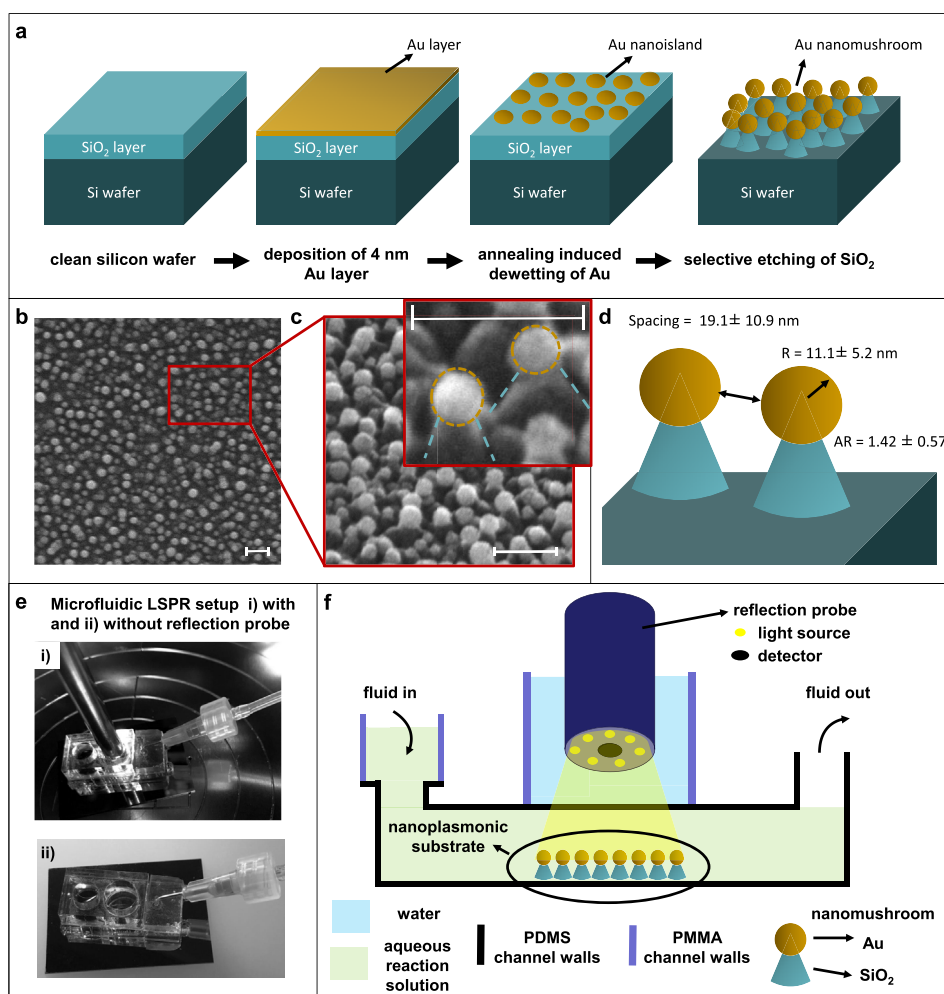 a
Au layer
Au nanoisland
Au nanomushroom
SiO2 layer
SiO2 layer
SiO2 layer
Si wafer
Si wafer
Si wafer
clean silicon wafer
deposition of 4 nm
Au layer
annealing induced
dewetting of Au
selective etching of SiO2
b
c
d
Spacing = 19.1± 10.9 nm
R = 11.1± 5.2 nm
AR = 1.42 ± 0.57
e
Microfluidic LSPR setup i) with
and ii) without reflection probe
i)
ii)
f
reflection probe
light source
detector
fluid in
fluid out
nanoplasmonic
substrate
water
aqueous
reaction
solution
PDMS
channel walls
PMMA
channel walls
nanomushroom
Au
SiO2